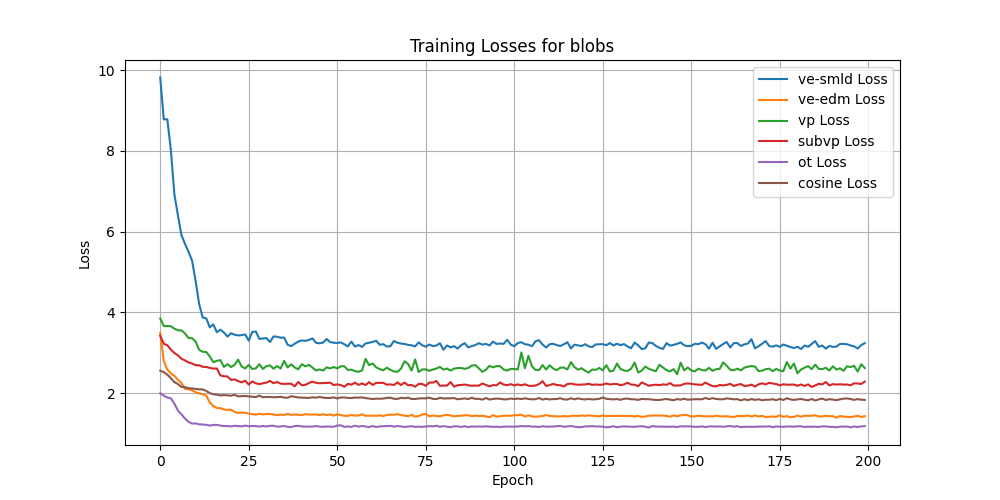 Training Losses for blobs
10
8
6
4
2
Loss
0
25
50
75
100
125
150
175
200
Epoch
ve-smld Loss
ve-edm Loss
vp Loss
subvp Loss
ot Loss
cosine Loss